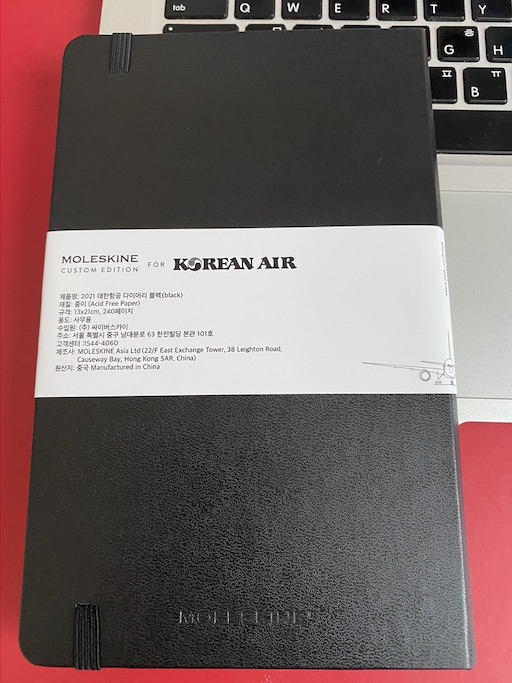 tab Q W E R T Y
ㅎ
G H
ㅍ ㅠ
B
MOLESKINE
CUSTOM EDITION FOR KOREAN AIR
제품명: 2021 대한항공 다이어리 블랙(black)
재질: 종이 (Acid Free Paper)
규격: 13x21cm, 240페이지
용도: 사무용
수입원: (주) 싸이버스카이
주소: 서울 특별시 중구 남대문로 63 한진빌딩 본관 101호
고객센터 :1544-4060
제조사: MOLESKINE Asia Ltd (22/F East Exchange Tower, 38 Leighton Road,
Causeway Bay, Hong Kong SAR, China)
원산지: 중국 Manufactured in China
MOLESKINE